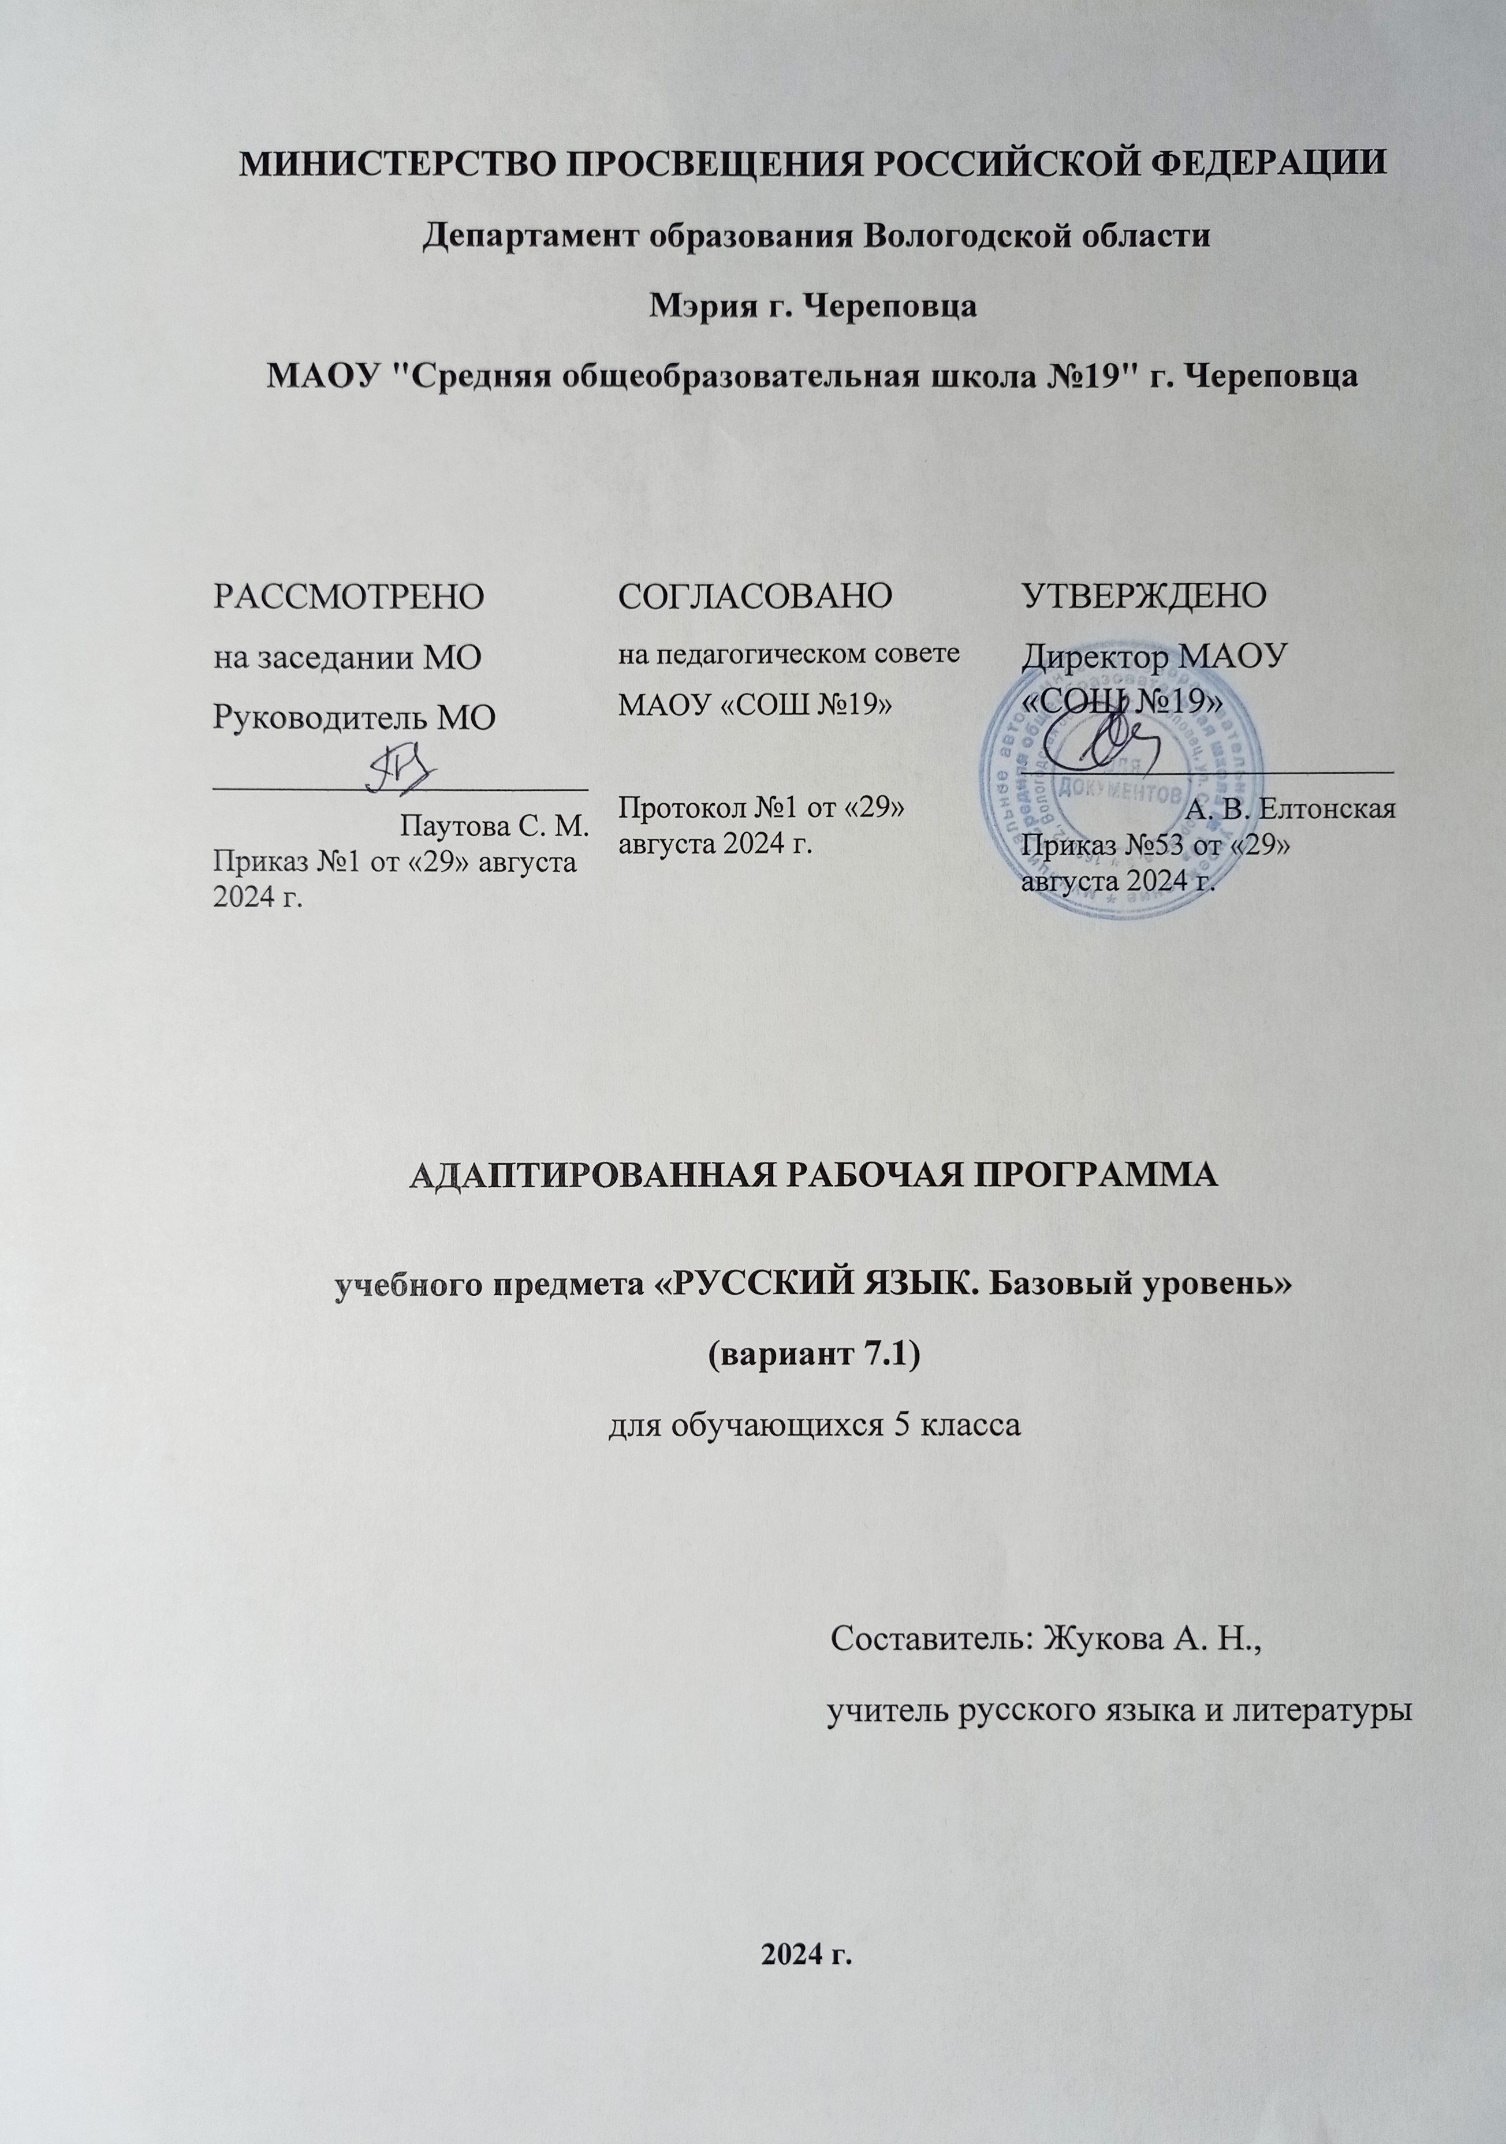 МИНИСТЕРСТВО ПРОСВЕЩЕНИЯ РОССИЙСКОЙ ФЕДЕРАЦИИ
Департамент образования Вологодской области
Мэрия г. Череповца
МАОУ "Средняя общеобразовательная школа №19" г. Череповца
РАССМОТРЕНО
на заседании МО
Руководитель МО
Паутова С. М.
Приказ №1 от «29» августа
2024 г.
СОГЛАСОВАНО
на педагогическом совете
МАОУ «СОШ №19»
Протокол №1 от «29»
августа 2024 г.
УТВЕРЖДЕНО
Директор МАОУ
«СОШ №19»
А. В. Елтонская
Приказ №53 от «29»
августа 2024 г.
ДЛЯ
ДОКУМЕНТОВ
АДАПТИРОВАННАЯ РАБОЧАЯ ПРОГРАММА
учебного предмета «РУССКИЙ ЯЗЫК. Базовый уровень»
(вариант 7.1)
для обучающихся 5 класса
Составитель: Жукова А. Н.,
учитель русского языка и литературы
2024 г.